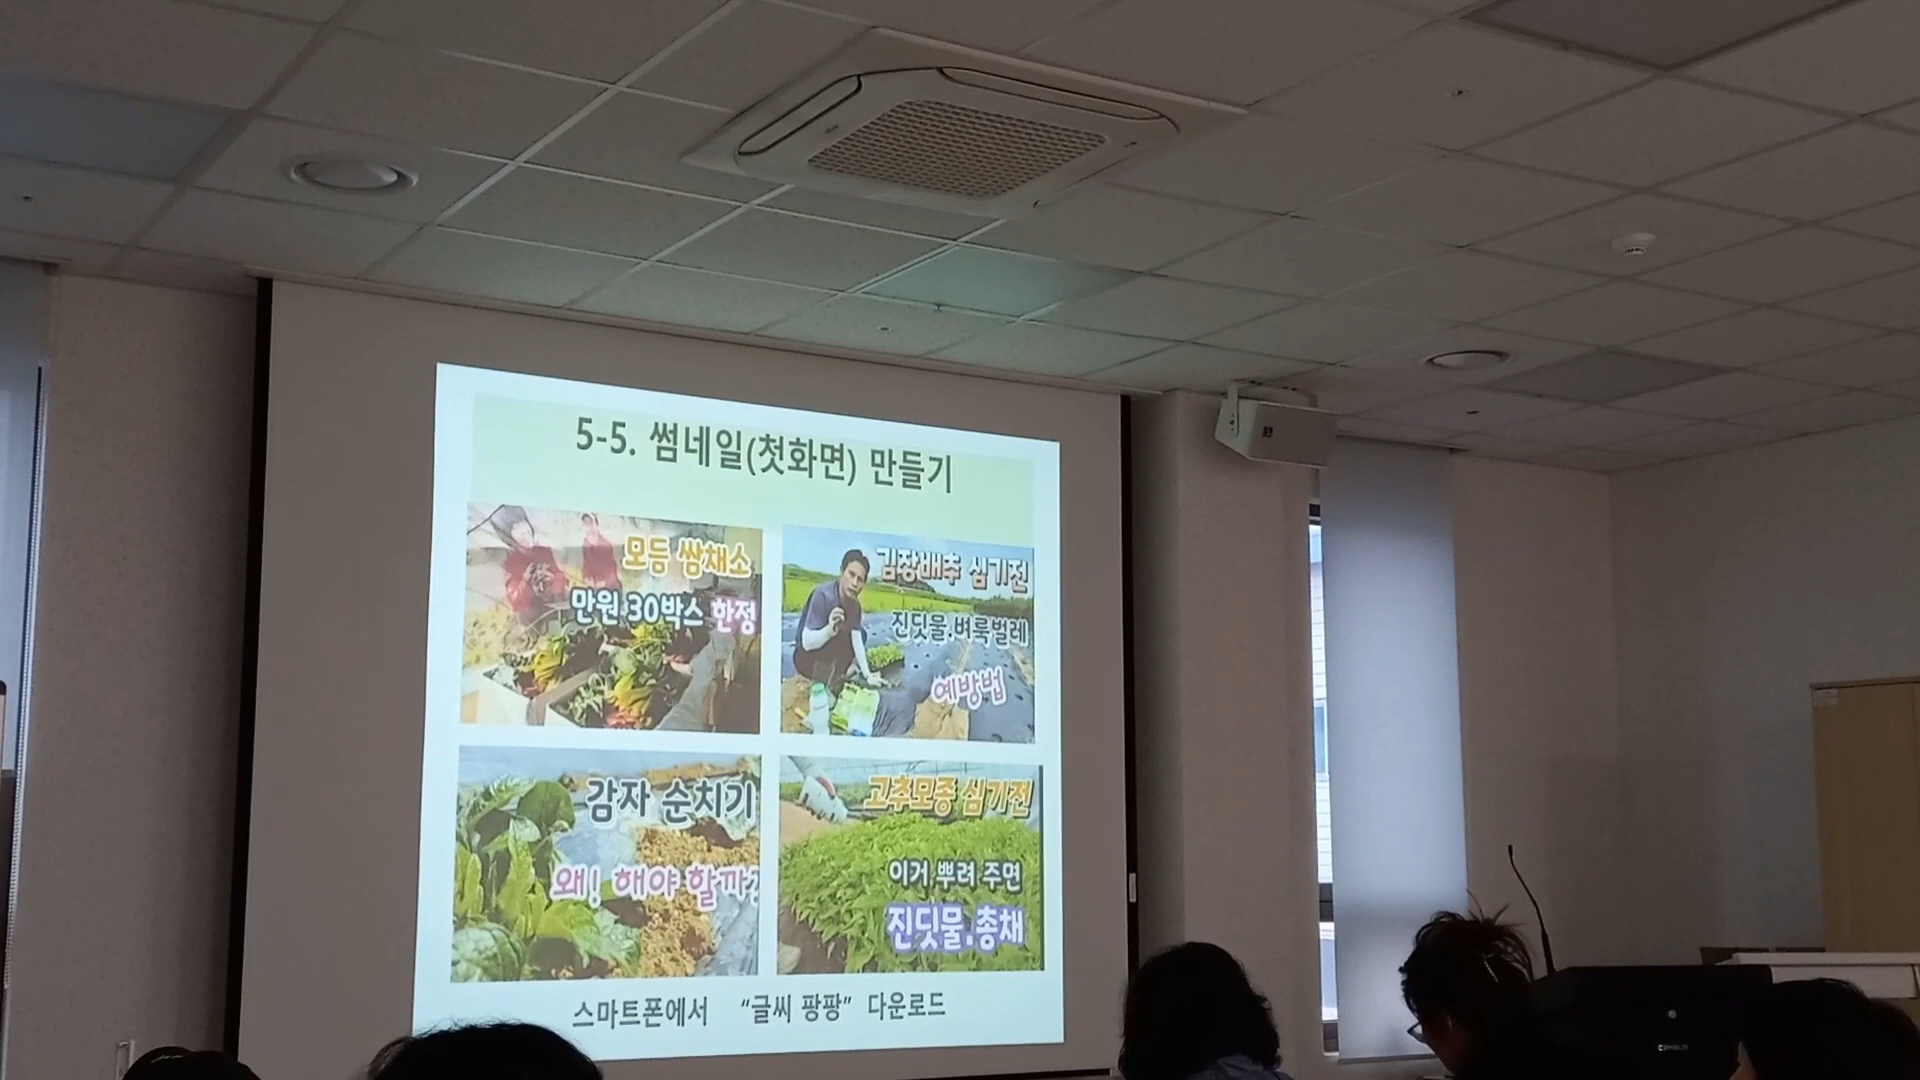 5-5. 썸네일(첫화면) 만들기
모듬 쌈채소
만원 30박스 한정
김장배추 심기전
진딧물.벼룩벌레
예방법
감자 순치기
왜! 해야 할까?
고추모종 심기전
이거 뿌려 주면
진딧물.총채
스마트폰에서 “글씨 팡팡” 다운로드